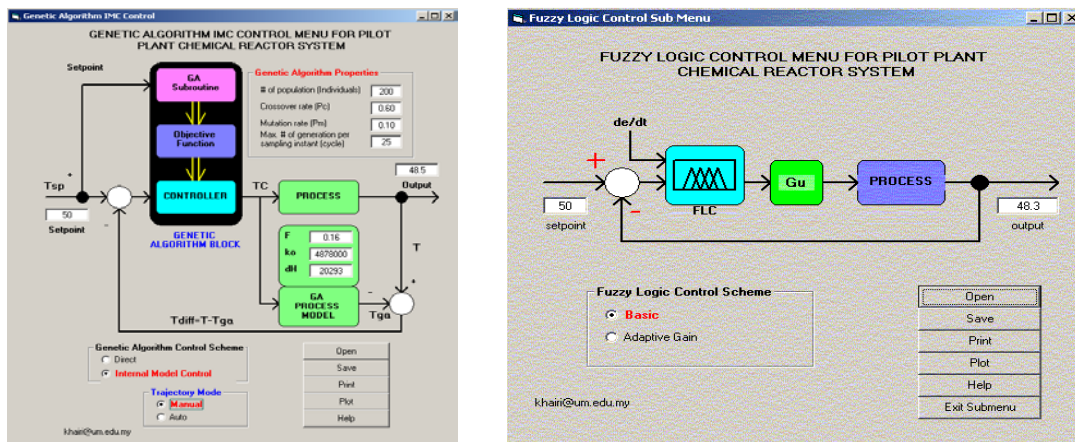 Genetic Algorithm IMC Control
GENETIC ALGORITHM IMC CONTROL MENU FOR PILOT
PLANT CHEMICAL REACTOR SYSTEM
Setpoint
GA
Subroutine
Objective
Function
CONTROLLER
GENETIC
ALGORITHM BLOCK
Genetic Algorithm Properties
# of population (Individuals) 200
Crossover rate (Pc) 0.60
Mutation rate (Pm) 0.10
Max. # of generation per
sampling instant (cycle) 25
Tsp
+
50
Setpoint
-
TC
PROCESS
48.5
Output
F 0.16
ko 4878000
dH 20293
GA
PROCESS
MODEL
T
+
-
Tga
Tdiff=T-Tga
Genetic Algorithm Control Scheme
Direct
Internal Model Control
Trajectory Mode
Manual
Auto
Open
Save
Print
Plot
Help
khairi@um.edu.my
Fuzzy Logic Control Sub Menu
FUZZY LOGIC CONTROL MENU FOR PILOT PLANT
CHEMICAL REACTOR SYSTEM
de/dt
+
-
50
setpoint
FLC
Gu
PROCESS
48.3
output
Fuzzy Logic Control Scheme
Basic
Adaptive Gain
Open
Save
Print
Plot
Help
Exit Submenu
khairi@um.edu.my